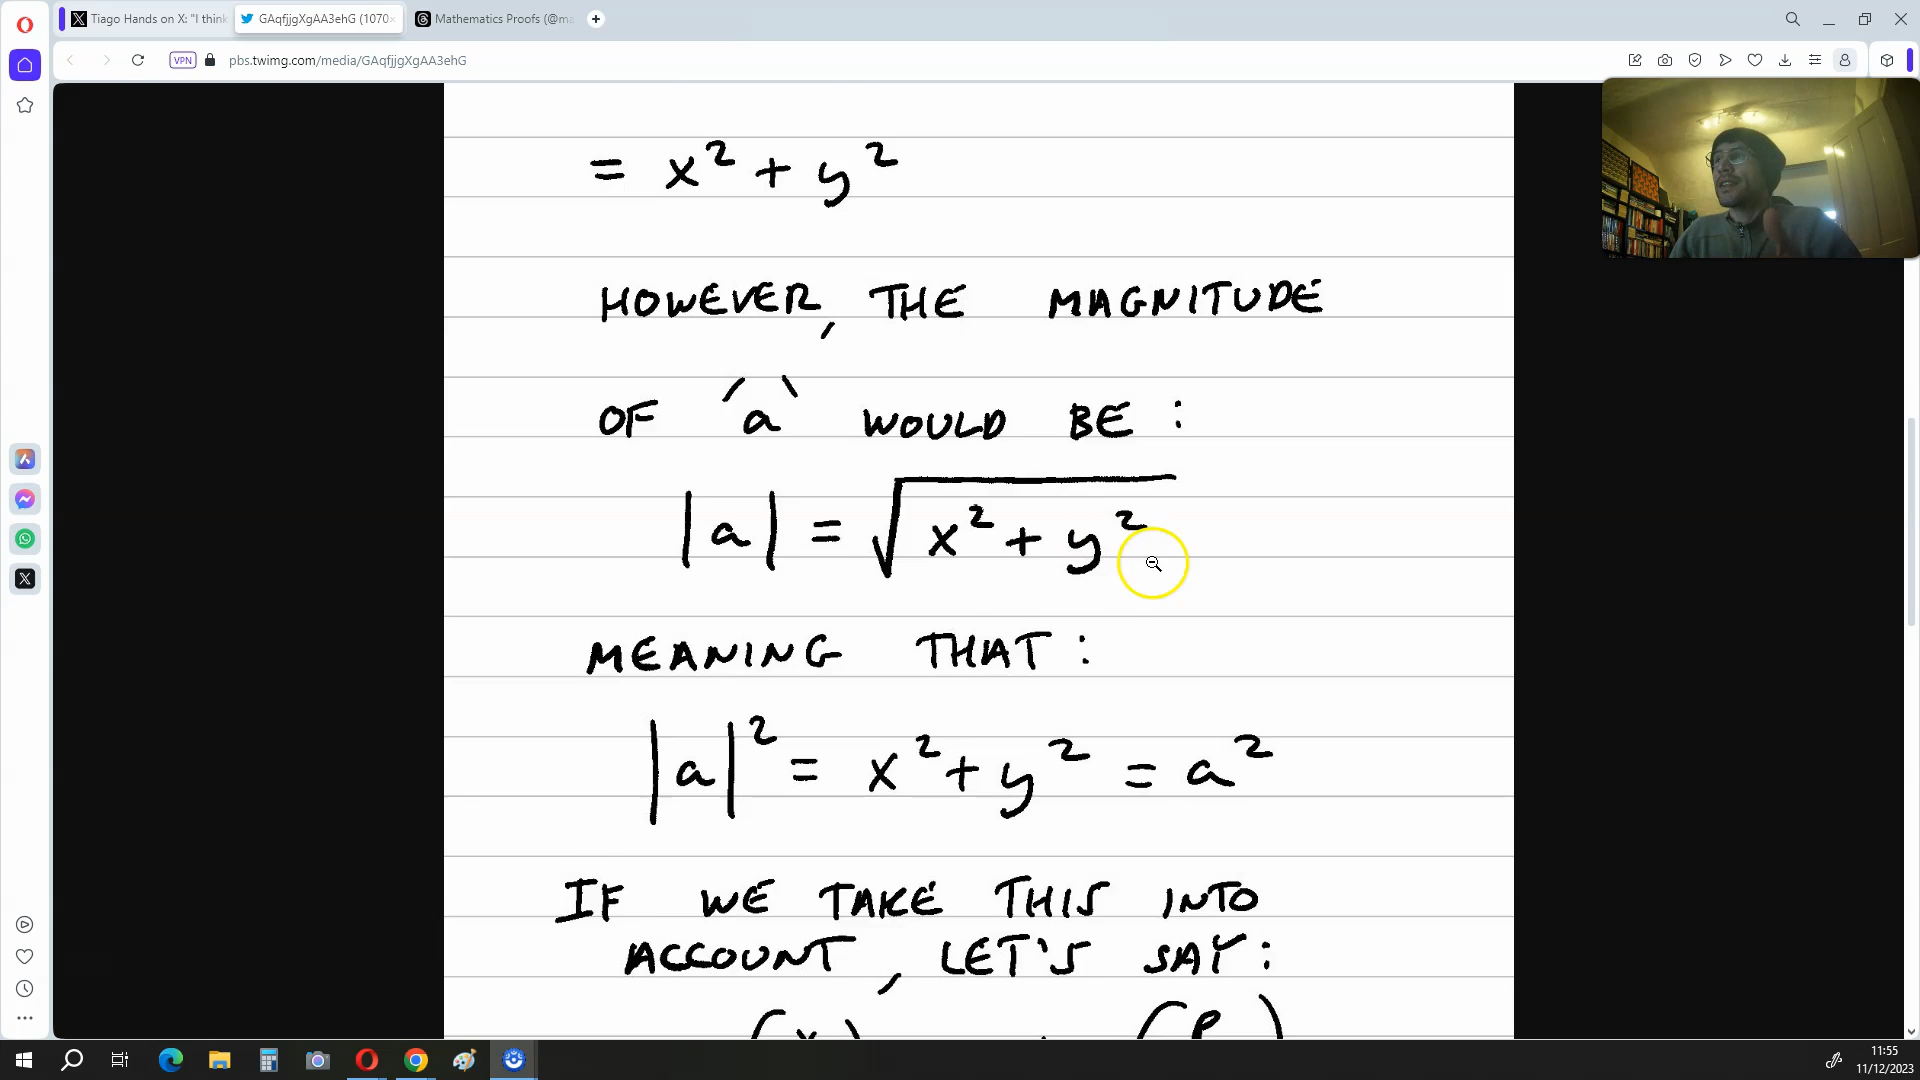 Tiago Hands on X: "I think
GAqfjjgXgAA3ehG (1070×
Mathematics Proofs (@ma
VPN
pbs.twimg.com/media/GAqfjjgXgAA3ehG
= x² + y²
HOWEVER, THE MAGNITUDE
OF 'a' WOULD BE:
|a| = √x² + y²
MEANING THAT:
|a|² = x² + y² = a²
IF WE TAKE THIS INTO
ACCOUNT, LET'S SAY:
11:55
11/12/2023